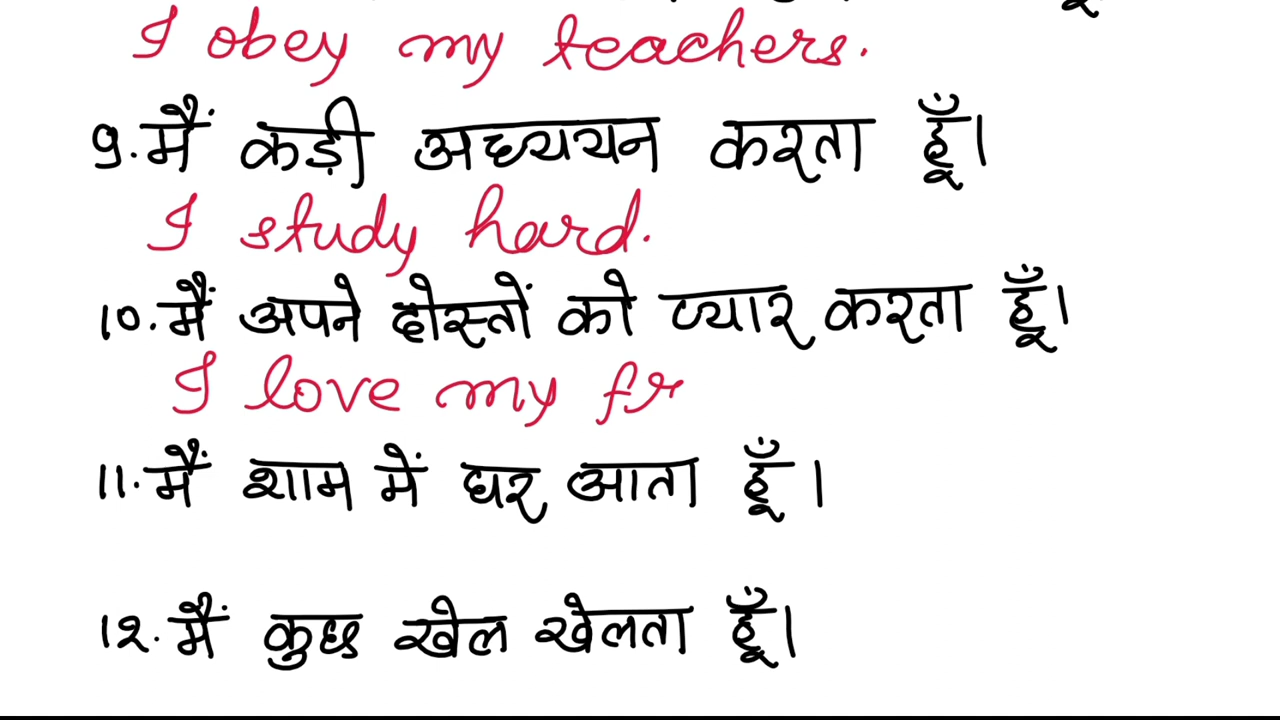 I obey my teachers.
9. मैं कड़ी अध्ययन करता हूँ।
I study hard.
10. मैं अपने दोस्तों को प्यार करता हूँ।
I love my fr
11. मैं शाम में घर आता हूँ।
12. मैं कुछ खेल खेलता हूँ।